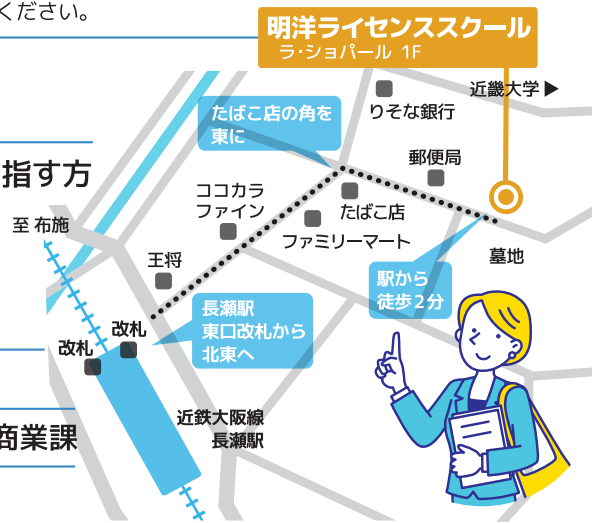 ください。
明洋ライセンススクール
ラ・ショパール 1F
近畿大学▶
りそな銀行
たばこ店の角を
東に
指す方
郵便局
ココカラ
ファイン
たばこ店
至 布施
ファミリーマート
墓地
王将
駅から
徒歩2分
長瀬駅
東口改札から
北東へ
改札
改札
近鉄大阪線
長瀬駅
商業課